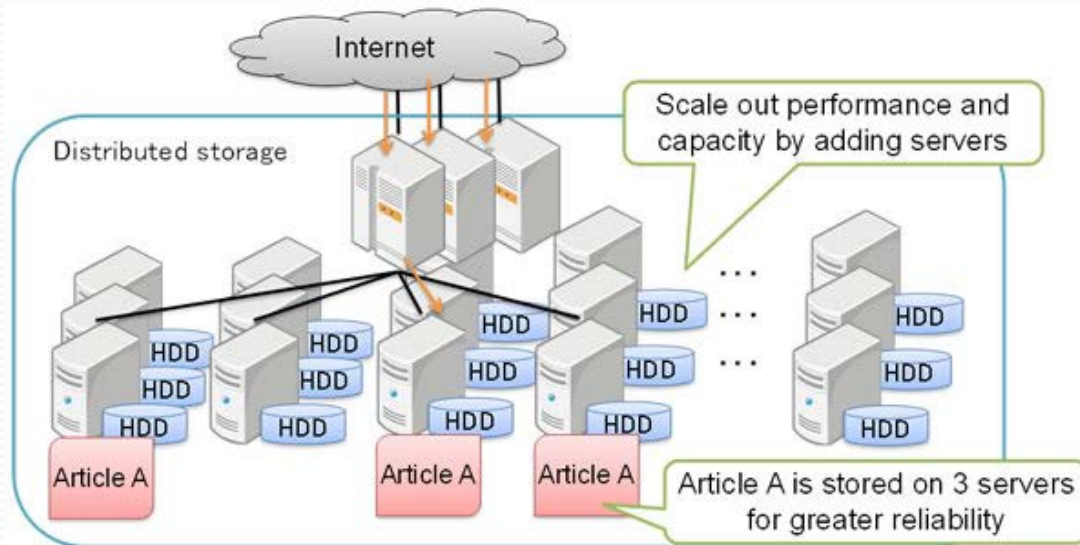 Internet
Scale out performance and
capacity by adding servers
Distributed storage
...
HDD
HDD
HDD
...
HDD
HDD
HDD
HDD
HDD
HDD
HDD
...
HDD
HDD
HDD
HDD
HDD
HDD
Article A
Article A
Article A
Article A is stored on 3 servers
for greater reliability